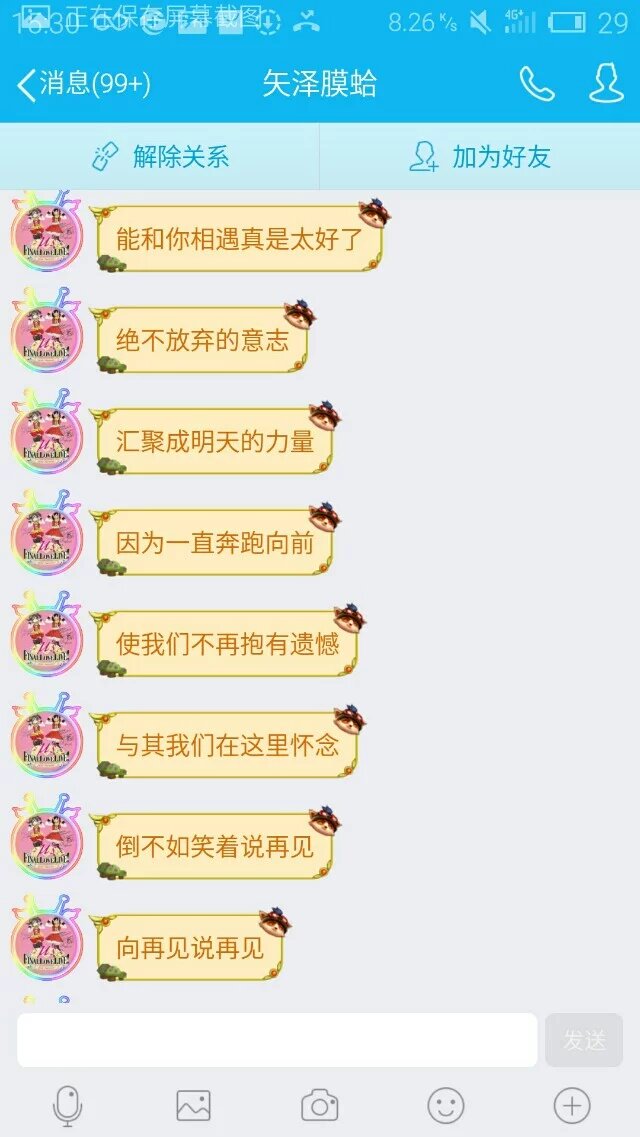 正在保存屏幕截图
16:30
8.26 K/s
4G+
29
消息(99+)
矢泽膜蛤
解除关系
加为好友
能和你相遇真是太好了
绝不放弃的意志
汇聚成明天的力量
因为一直奔跑向前
使我们不再抱有遗憾
与其我们在这里怀念
倒不如笑着说再见
向再见说再见
发送